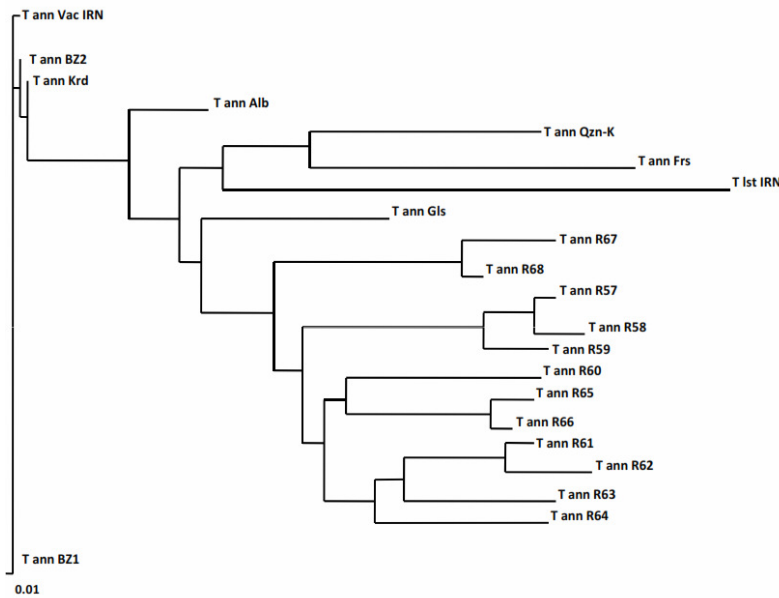 T ann Vac IRN
T ann BZ2
T ann Krd
T ann Alb
T ann Qzn-K
T ann Frs
T lst IRN
T ann Gls
T ann R67
T ann R68
T ann R57
T ann R58
T ann R59
T ann R60
T ann R65
T ann R66
T ann R61
T ann R62
T ann R63
T ann R64
T ann BZ1
0.01